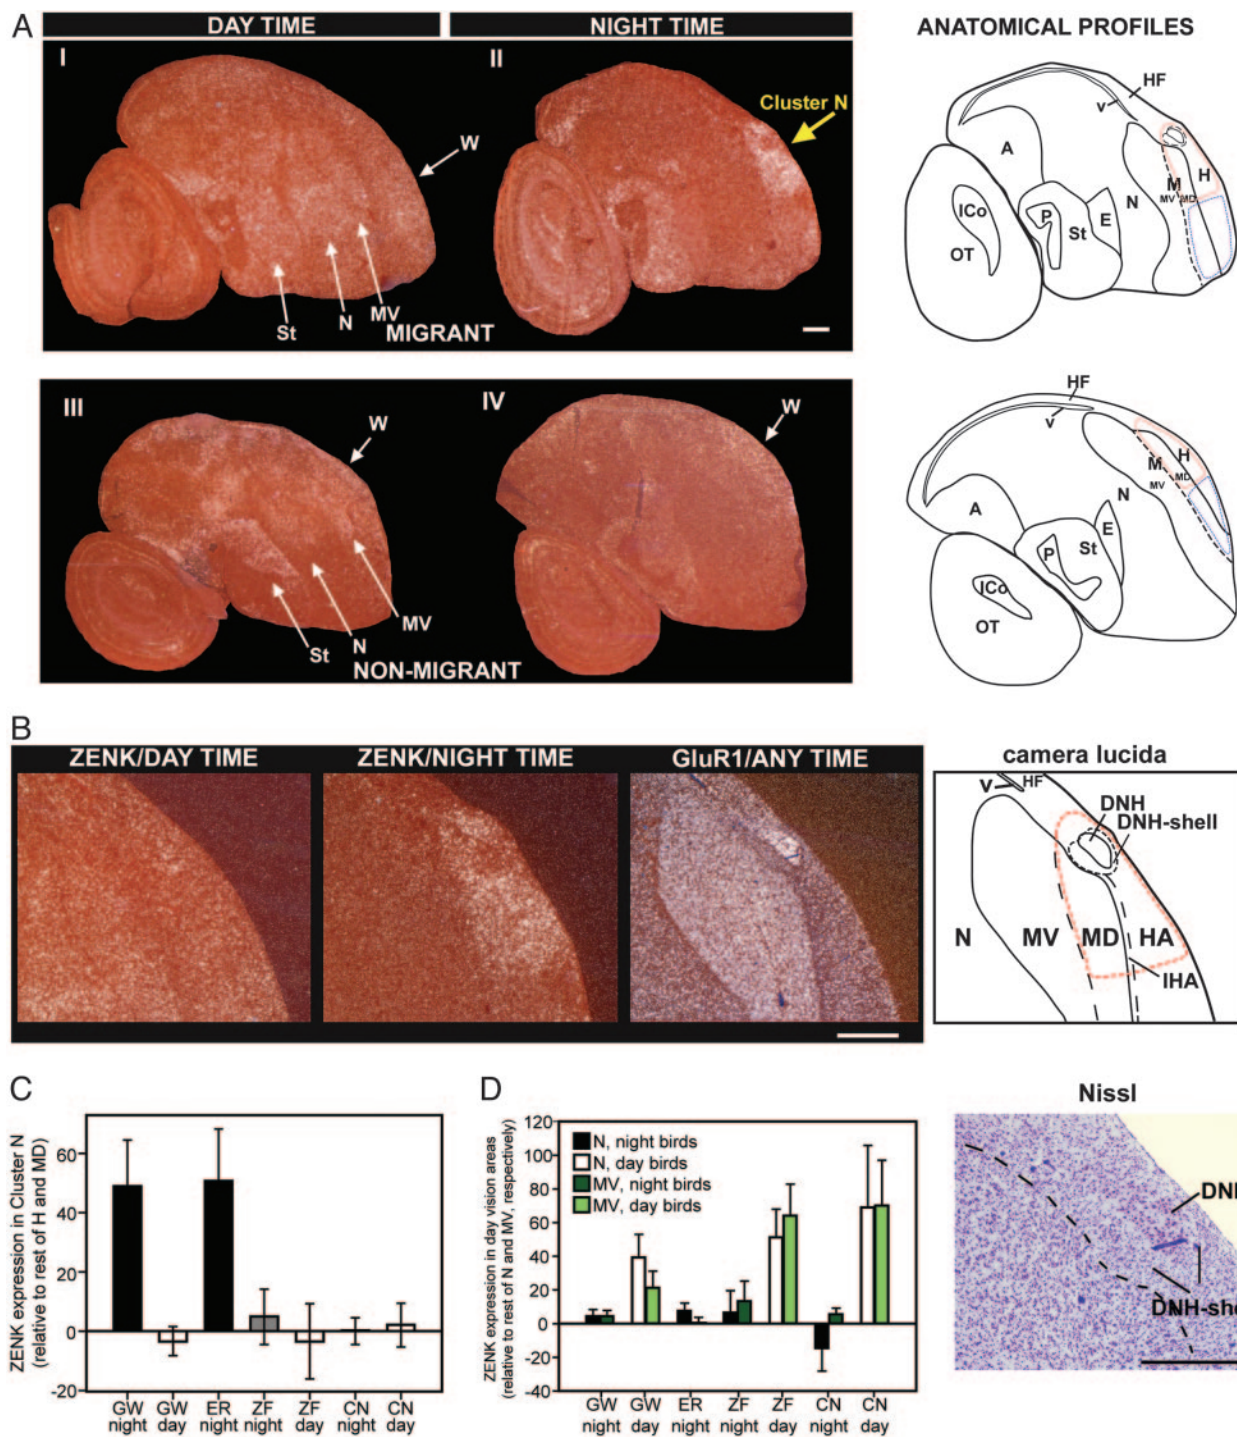 A
DAY TIME
NIGHT TIME
ANATOMICAL PROFILES
I
II
W
Cluster N
St
N
MV
MIGRANT
HF
v
A
M
H
MV
MD
N
ICo
P
St
E
OT
III
IV
W
W
St
N
MV
NON-MIGRANT
HF
v
H
M
MD
MV
N
A
E
P
St
ICo
OT
B
ZENK/DAY TIME
ZENK/NIGHT TIME
GluR1/ANY TIME
camera lucida
V
HF
DNH
DNH-shell
N
MV
MD
HA
IHA
C
ZENK expression in Cluster N
(relative to rest of H and MD)
60
40
20
0
-20
GW night
GW day
ER night
ZF night
ZF day
CN night
CN day
D
ZENK expression in day vision areas
(relative to rest of N and MV, respectively)
120
100
80
60
40
20
0
-20
-40
N, night birds
N, day birds
MV, night birds
MV, day birds
GW night
GW day
ER night
ZF night
ZF day
CN night
CN day
Nissl